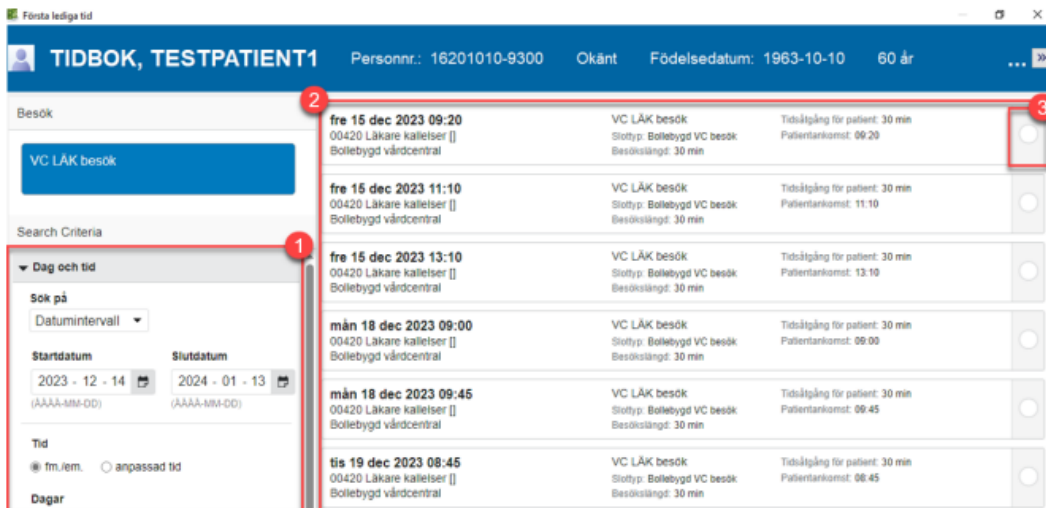 Första lediga tid
TIDBOK, TESTPATIENT1 Personnr.: 16201010-9300 Okänt Födelsedatum: 1963-10-10 60 år ... »
Besök
VC LÄK besök
Search Criteria
1
Dag och tid
Sök på
Datumintervall
Startdatum Slutdatum
2023 - 12 - 14 2024 - 01 - 13
(ÅÅÅÅ-MM-DD) (ÅÅÅÅ-MM-DD)
Tid
fm./em. anpassad tid
Dagar
2
3
fre 15 dec 2023 09:20 VC LÄK besök Tidsåtgång för patient: 30 min
00420 Läkare kallelser [] Slottyp: Bollebygd VC besök Patientankomst: 09:20
Bollebygd vårdcentral Besökslängd: 30 min
fre 15 dec 2023 11:10 VC LÄK besök Tidsåtgång för patient: 30 min
00420 Läkare kallelser [] Slottyp: Bollebygd VC besök Patientankomst: 11:10
Bollebygd vårdcentral Besökslängd: 30 min
fre 15 dec 2023 13:10 VC LÄK besök Tidsåtgång för patient: 30 min
00420 Läkare kallelser [] Slottyp: Bollebygd VC besök Patientankomst: 13:10
Bollebygd vårdcentral Besökslängd: 30 min
mån 18 dec 2023 09:00 VC LÄK besök Tidsåtgång för patient: 30 min
00420 Läkare kallelser [] Slottyp: Bollebygd VC besök Patientankomst: 09:00
Bollebygd vårdcentral Besökslängd: 30 min
mån 18 dec 2023 09:45 VC LÄK besök Tidsåtgång för patient: 30 min
00420 Läkare kallelser [] Slottyp: Bollebygd VC besök Patientankomst: 09:45
Bollebygd vårdcentral Besökslängd: 30 min
tis 19 dec 2023 08:45 VC LÄK besök Tidsåtgång för patient: 30 min
00420 Läkare kallelser [] Slottyp: Bollebygd VC besök Patientankomst: 08:45
Bollebygd vårdcentral Besökslängd: 30 min